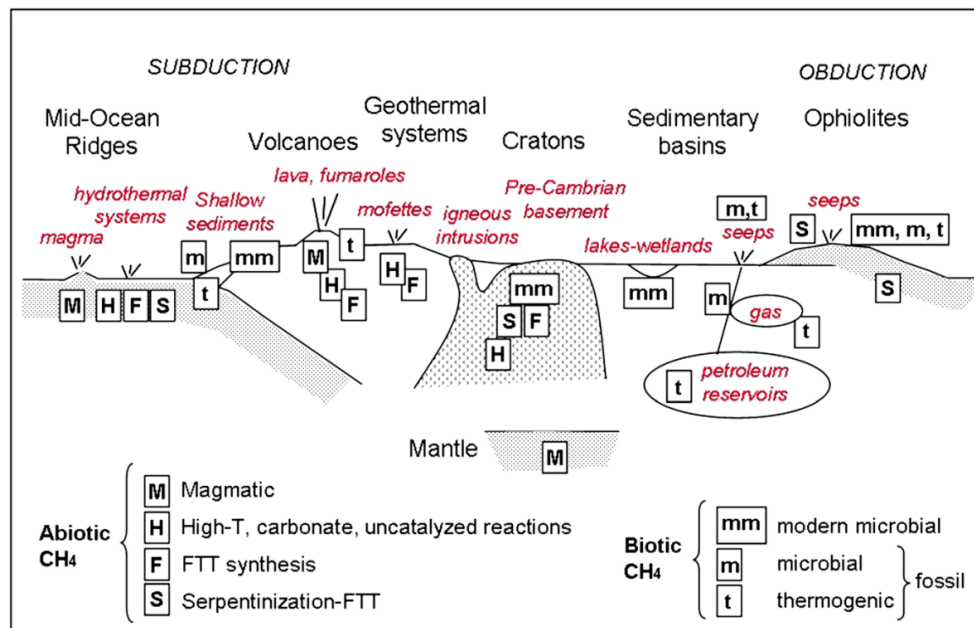 SUBDUCTION
OBDUCTION
Mid-Ocean
Ridges
Volcanoes
Geothermal
systems
Cratons
Sedimentary
basins
Ophiolites
magma
hydrothermal
systems
Shallow
sediments
lava, fumaroles
mofettes
igneous
intrusions
Pre-Cambrian
basement
lakes-wetlands
m,t
seeps
seeps
S
mm, m, t
m
mm
t
M
t
H
F
H
F
M
H
F
S
mm
S
F
H
mm
m
gas
t
S
t
petroleum
reservoirs
Mantle
M
Abiotic
CH4
M Magmatic
H High-T, carbonate, uncatalyzed reactions
F FTT synthesis
S Serpentinization-FTT
Biotic
CH4
mm modern microbial
m microbial
t thermogenic
fossil